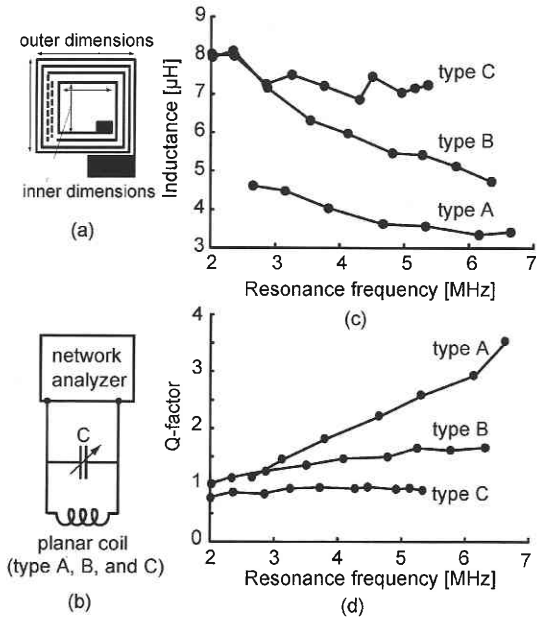 outer dimensions
inner dimensions
(a)
9
8
7
6
5
4
3
Inductance [μH]
type C
type B
type A
2 3 4 5 6 7
Resonance frequency [MHz]
(c)
network
analyzer
C
planar coil
(type A, B, and C)
(b)
4
3
2
1
0
Q-factor
type A
type B
type C
2 3 4 5 6 7
Resonance frequency [MHz]
(d)